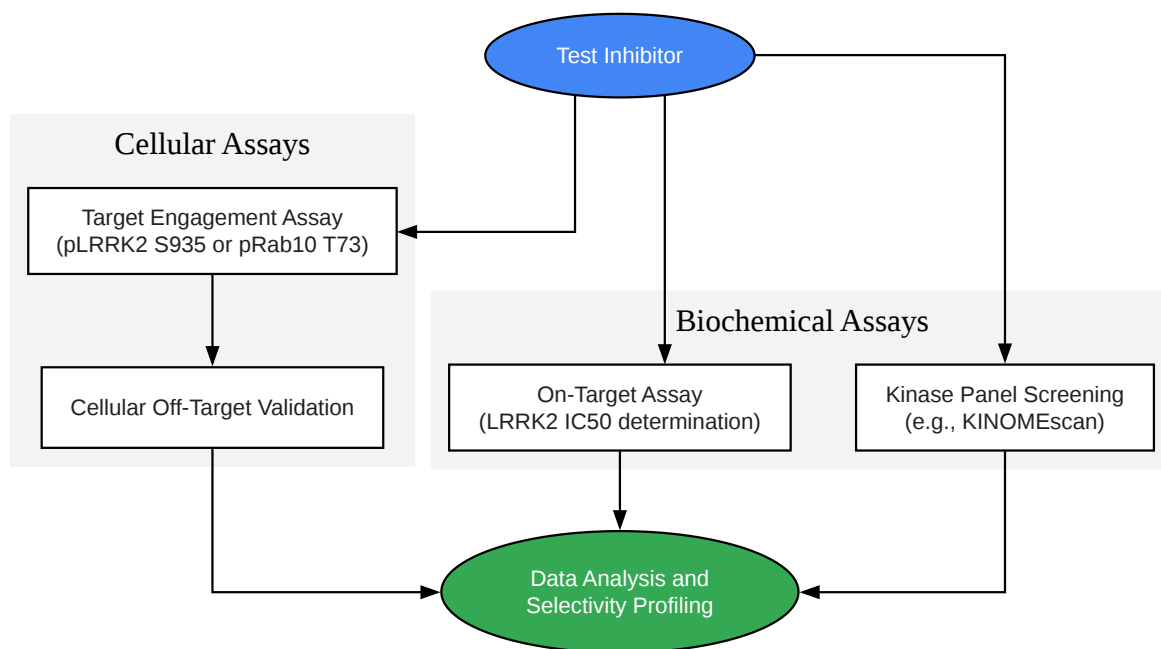 Test Inhibitor
Cellular Assays
Target Engagement Assay
(pLRRK2 S935 or pRab10 T73)
Cellular Off-Target Validation
Biochemical Assays
On-Target Assay
(LRRK2 IC50 determination)
Kinase Panel Screening
(e.g., KINOMEscan)
Data Analysis and
Selectivity Profiling